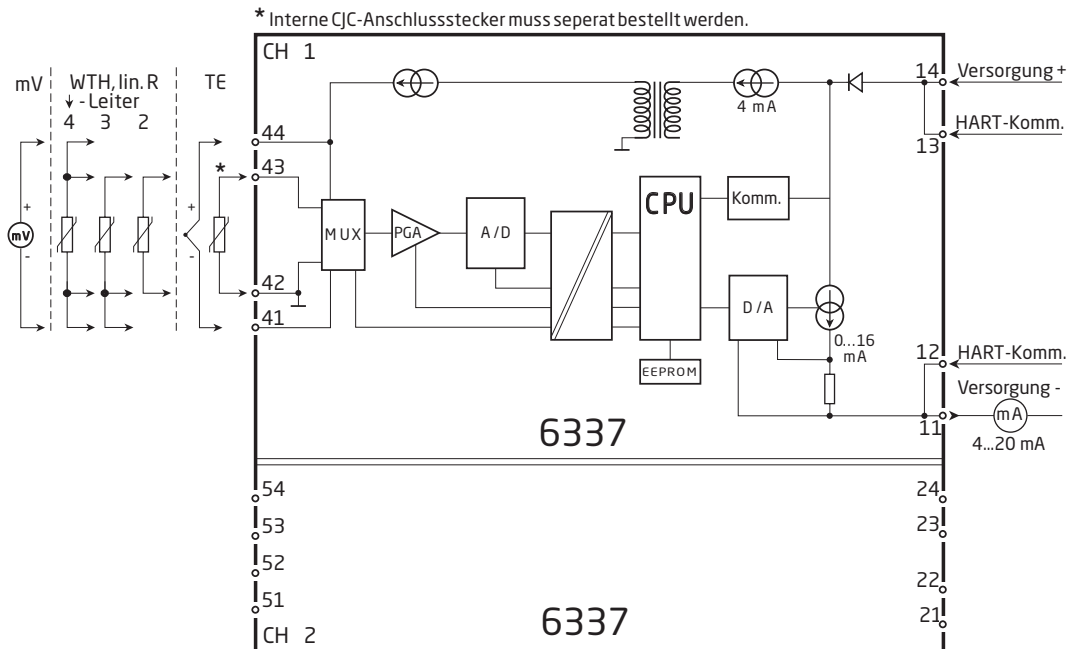 * Interne CJC-Anschlussstecker muss seperat bestellt werden.
CH 1
mV
WTH, lin. R
↓ - Leiter
4 3 2
TE
44
43
*
42
41
+
mV
-
+
-
MUX
PGA
A/D
CPU
Komm.
D/A
EEPROM
4 mA
0...16
mA
14
Versorgung +
HART-Komm.
13
12
HART-Komm.
Versorgung -
11
mA
4...20 mA
6337
54
53
52
51
CH 2
6337
24
23
22
21